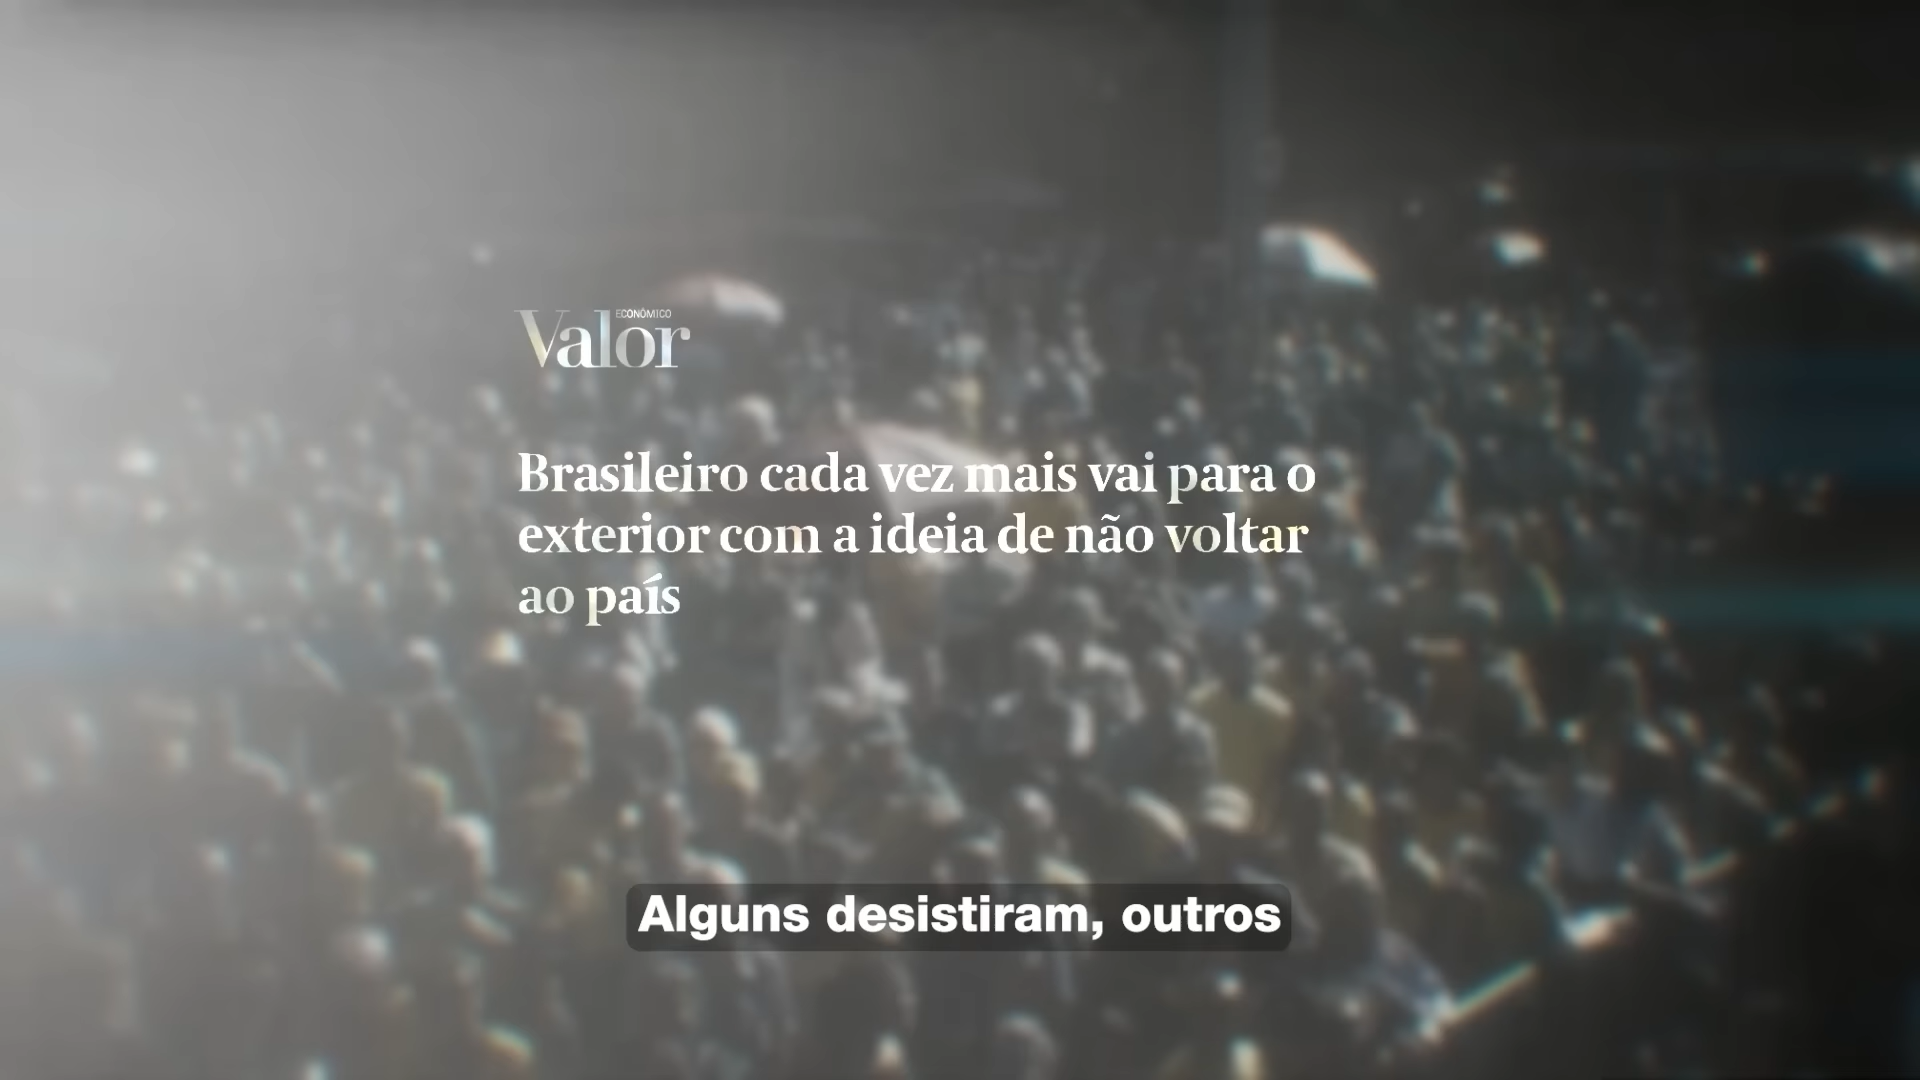 Valor ECONÔMICO
Brasileiro cada vez mais vai para o
exterior com a ideia de não voltar
ao país
Alguns desistiram, outros